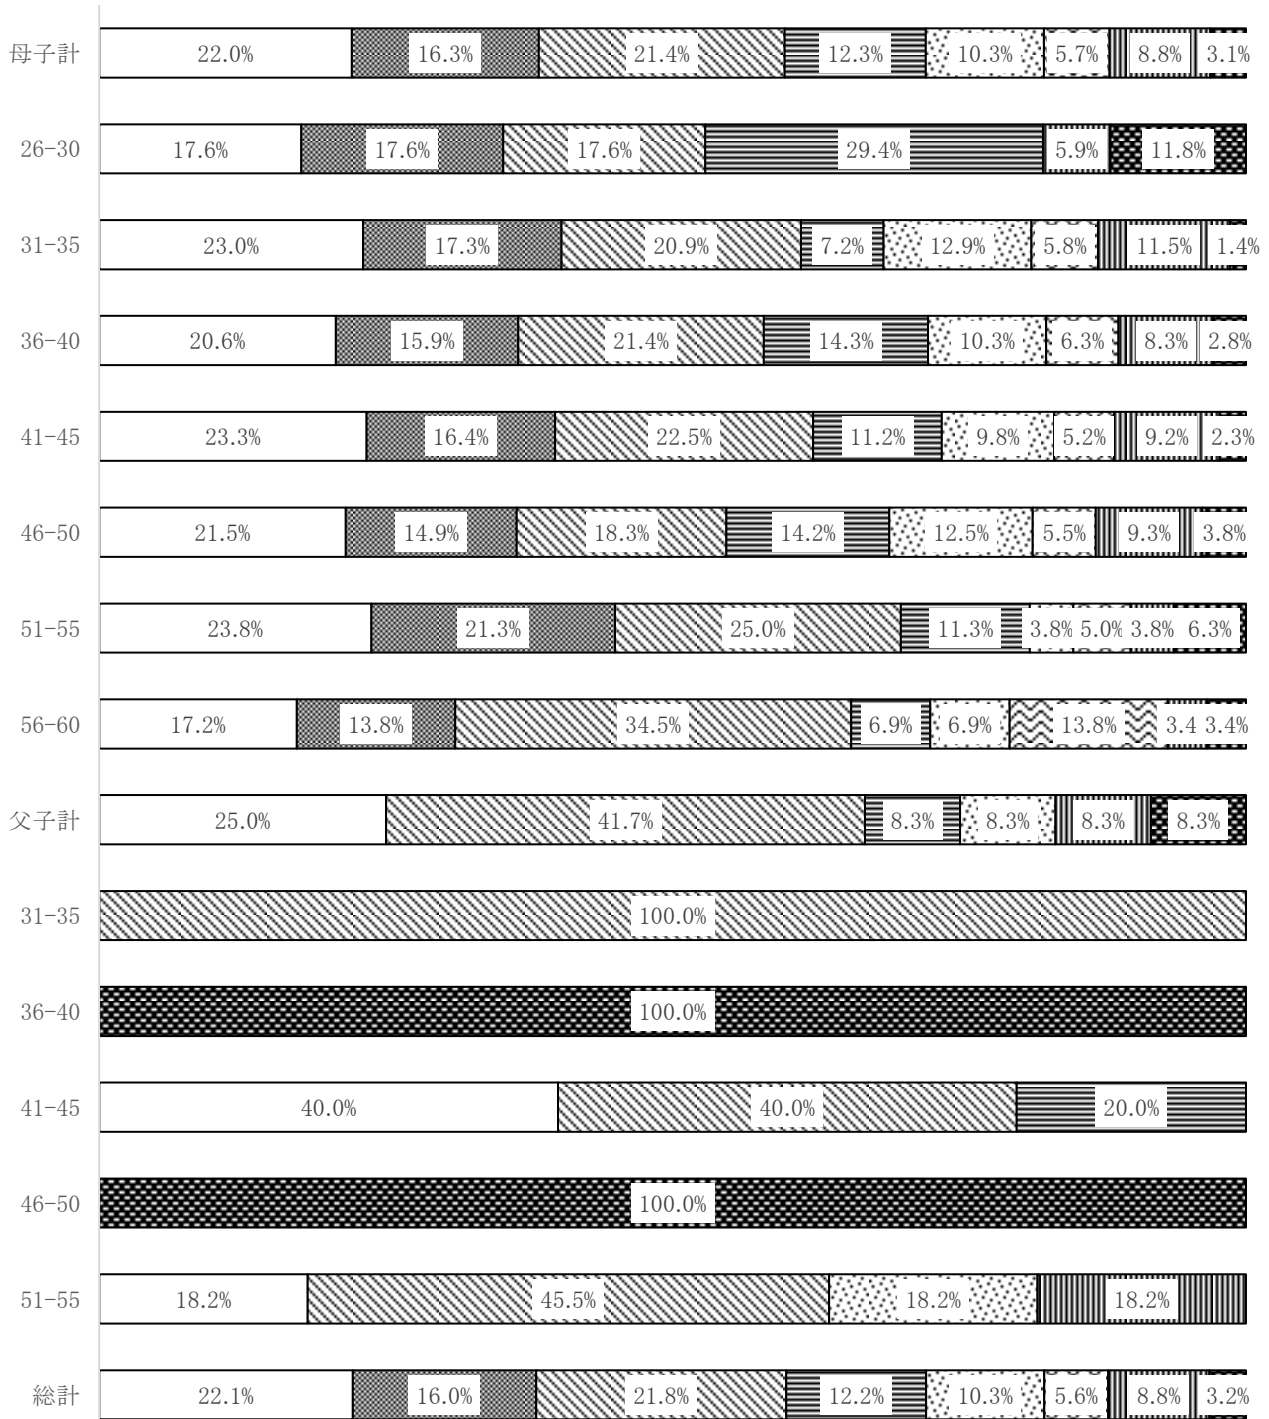 母子計 22.0% 16.3% 21.4% 12.3% 10.3% 5.7% 8.8% 3.1%
26-30 17.6% 17.6% 17.6% 29.4% 5.9% 11.8%
31-35 23.0% 17.3% 20.9% 7.2% 12.9% 5.8% 11.5% 1.4%
36-40 20.6% 15.9% 21.4% 14.3% 10.3% 6.3% 8.3% 2.8%
41-45 23.3% 16.4% 22.5% 11.2% 9.8% 5.2% 9.2% 2.3%
46-50 21.5% 14.9% 18.3% 14.2% 12.5% 5.5% 9.3% 3.8%
51-55 23.8% 21.3% 25.0% 11.3% 3.8% 5.0% 3.8% 6.3%
56-60 17.2% 13.8% 34.5% 6.9% 6.9% 13.8% 3.4 3.4%
父子計 25.0% 41.7% 8.3% 8.3% 8.3% 8.3%
31-35 100.0%
36-40 100.0%
41-45 40.0% 40.0% 20.0%
46-50 100.0%
51-55 18.2% 45.5% 18.2% 18.2%
総計 22.1% 16.0% 21.8% 12.2% 10.3% 5.6% 8.8% 3.2%